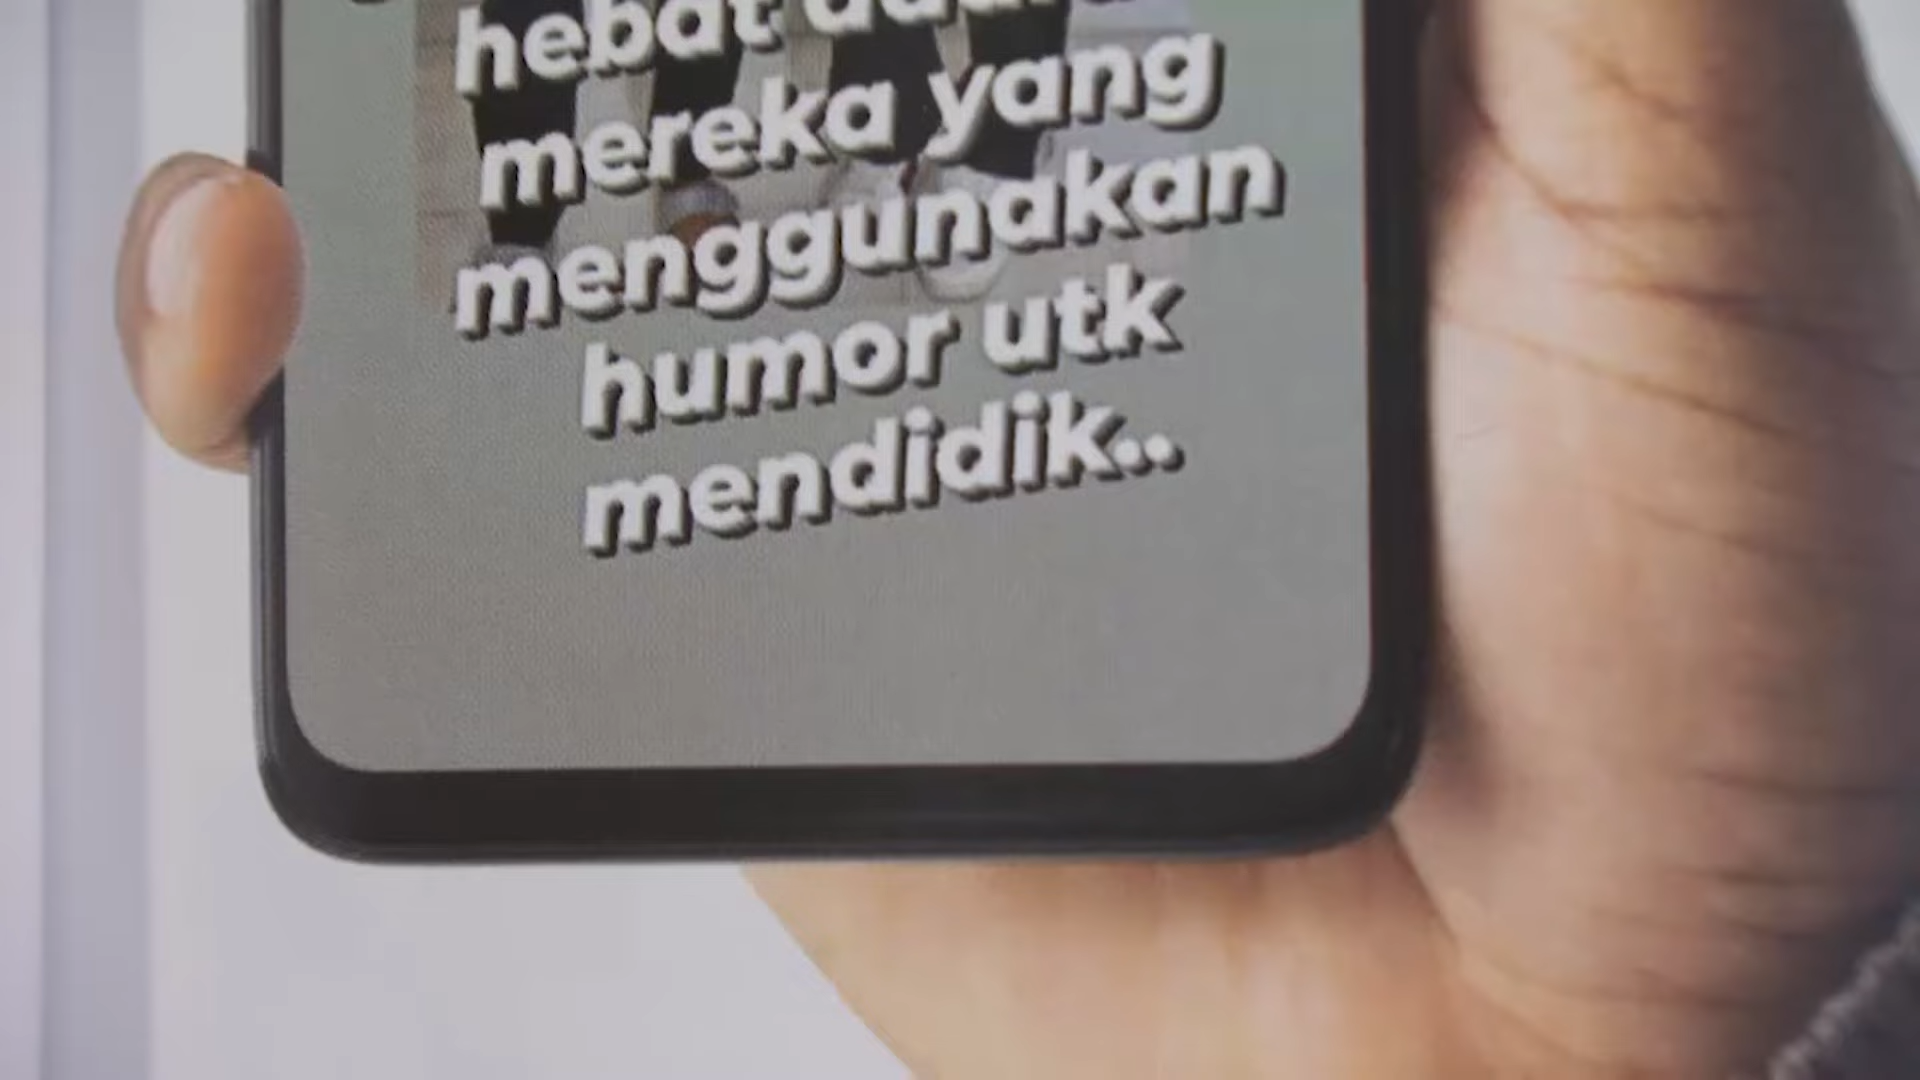 hebat
mereka yang
menggunakan
humor utk
mendidik..